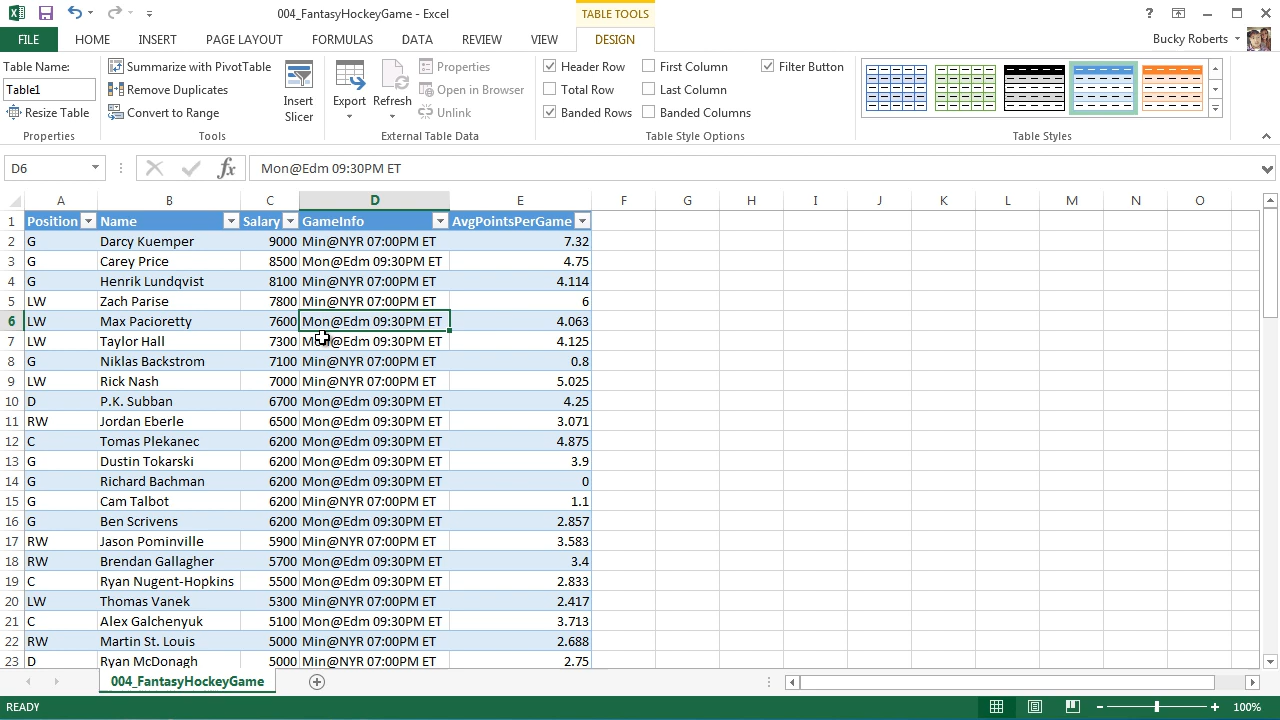 004_FantasyHockeyGame - Excel
TABLE TOOLS
FILE HOME INSERT PAGE LAYOUT FORMULAS DATA REVIEW VIEW DESIGN Bucky Roberts
Table Name:
Table1
Resize Table
Properties
Summarize with PivotTable
Remove Duplicates
Convert to Range
Tools
Insert
Slicer
Export
Refresh
Properties
Open in Browser
Unlink
External Table Data
Header Row First Column Filter Button
Total Row Last Column
Banded Rows Banded Columns
Table Style Options
Table Styles
D6 fx Mon@Edm 09:30PM ET
A B C D E F G H I J K L M N O
1 Position Name Salary GameInfo AvgPointsPerGame
2 G Darcy Kuemper 9000 Min@NYR 07:00PM ET 7.32
3 G Carey Price 8500 Mon@Edm 09:30PM ET 4.75
4 G Henrik Lundqvist 8100 Min@NYR 07:00PM ET 4.114
5 LW Zach Parise 7800 Min@NYR 07:00PM ET 6
6 LW Max Pacioretty 7600 Mon@Edm 09:30PM ET 4.063
7 LW Taylor Hall 7300 Mon@Edm 09:30PM ET 4.125
8 G Niklas Backstrom 7100 Min@NYR 07:00PM ET 0.8
9 LW Rick Nash 7000 Min@NYR 07:00PM ET 5.025
10 D P.K. Subban 6700 Mon@Edm 09:30PM ET 4.25
11 RW Jordan Eberle 6500 Mon@Edm 09:30PM ET 3.071
12 C Tomas Plekanec 6200 Mon@Edm 09:30PM ET 4.875
13 G Dustin Tokarski 6200 Mon@Edm 09:30PM ET 3.9
14 G Richard Bachman 6200 Mon@Edm 09:30PM ET 0
15 G Cam Talbot 6200 Min@NYR 07:00PM ET 1.1
16 G Ben Scrivens 6200 Mon@Edm 09:30PM ET 2.857
17 RW Jason Pominville 5900 Min@NYR 07:00PM ET 3.583
18 RW Brendan Gallagher 5700 Mon@Edm 09:30PM ET 3.4
19 C Ryan Nugent-Hopkins 5500 Mon@Edm 09:30PM ET 2.833
20 LW Thomas Vanek 5300 Min@NYR 07:00PM ET 2.417
21 C Alex Galchenyuk 5100 Mon@Edm 09:30PM ET 3.713
22 RW Martin St. Louis 5000 Min@NYR 07:00PM ET 2.688
23 D Ryan McDonagh 5000 Min@NYR 07:00PM ET 2.75
004_FantasyHockeyGame
READY 100%